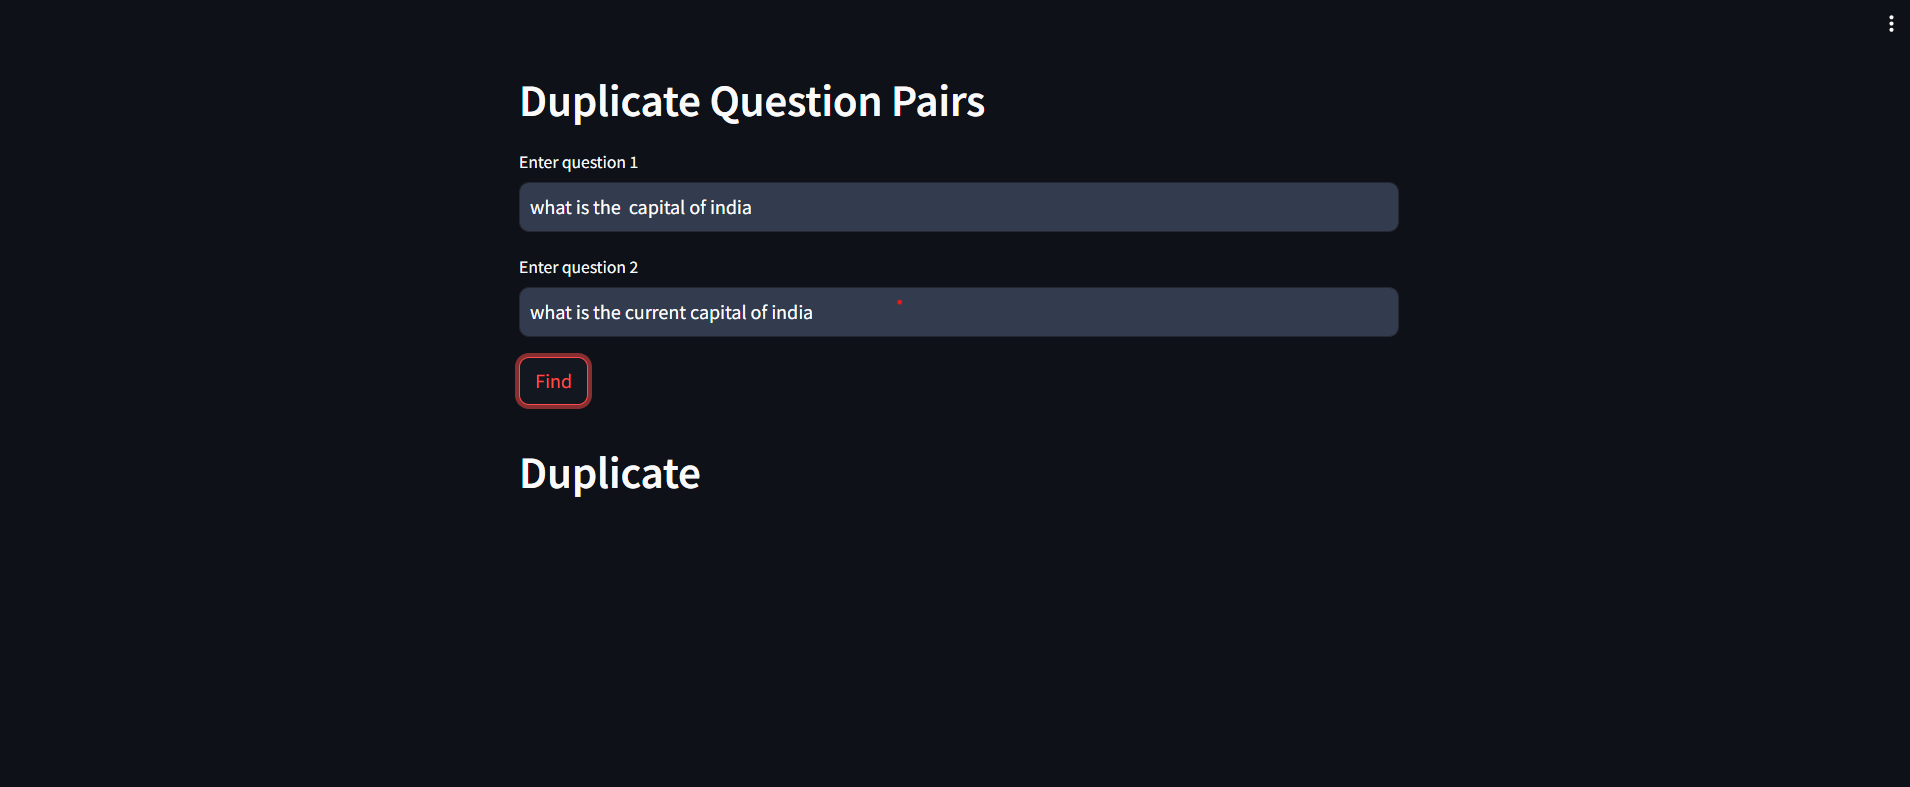 Duplicate Question Pairs
Enter question 1
what is the  capital of india
Enter question 2
what is the current capital of india
Find
Duplicate